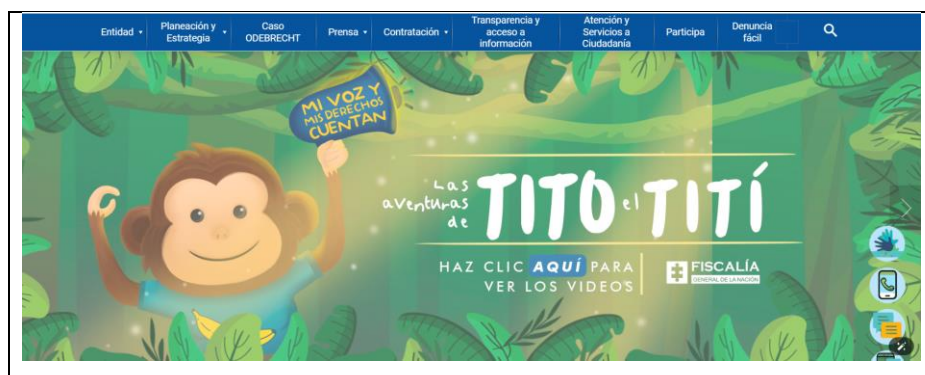 Entidad
Planeación y
Estrategia
Caso
ODEBRECHT
Prensa
Contratación
Transparencia y
acceso a
información
Atención y
Servicios a
Ciudadanía
Participa
Denuncia
fácil
MI VOZ Y
MIS DERECHOS
CUENTAN
Las
aventuras
de
TITO el TITÍ
HAZ CLIC AQUÍ PARA
VER LOS VIDEOS
FISCALÍA
GENERAL DE LA NACIÓN